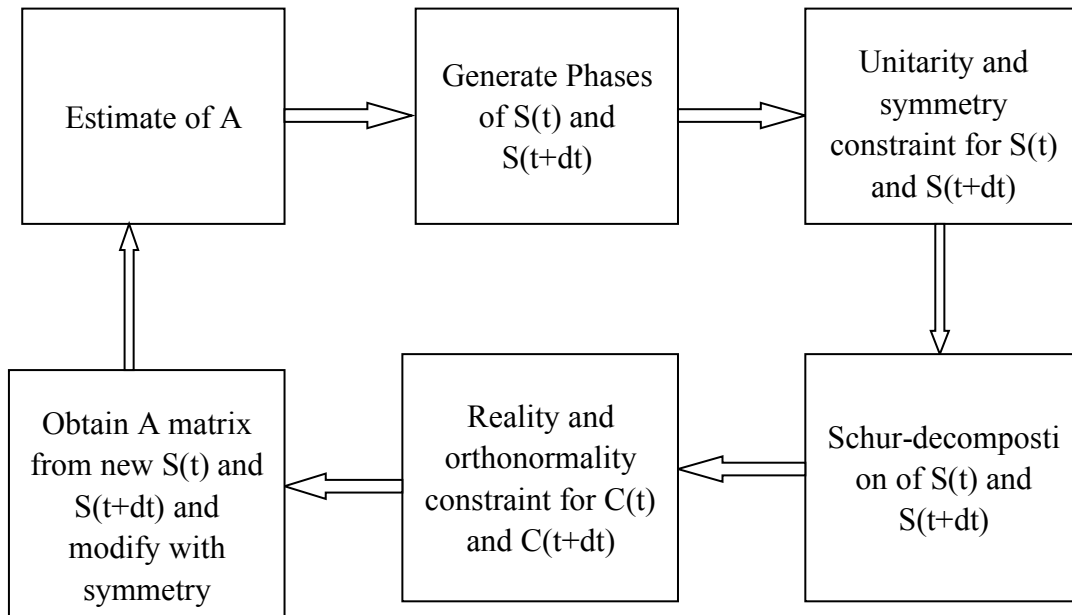 Estimate of A
Generate Phases
of S(t) and
S(t+dt)
Unitarity and
symmetry
constraint for S(t)
and S(t+dt)
Schur-decomposti
on of S(t) and
S(t+dt)
Reality and
orthonormality
constraint for C(t)
and C(t+dt)
Obtain A matrix
from new S(t) and
S(t+dt) and
modify with
symmetry